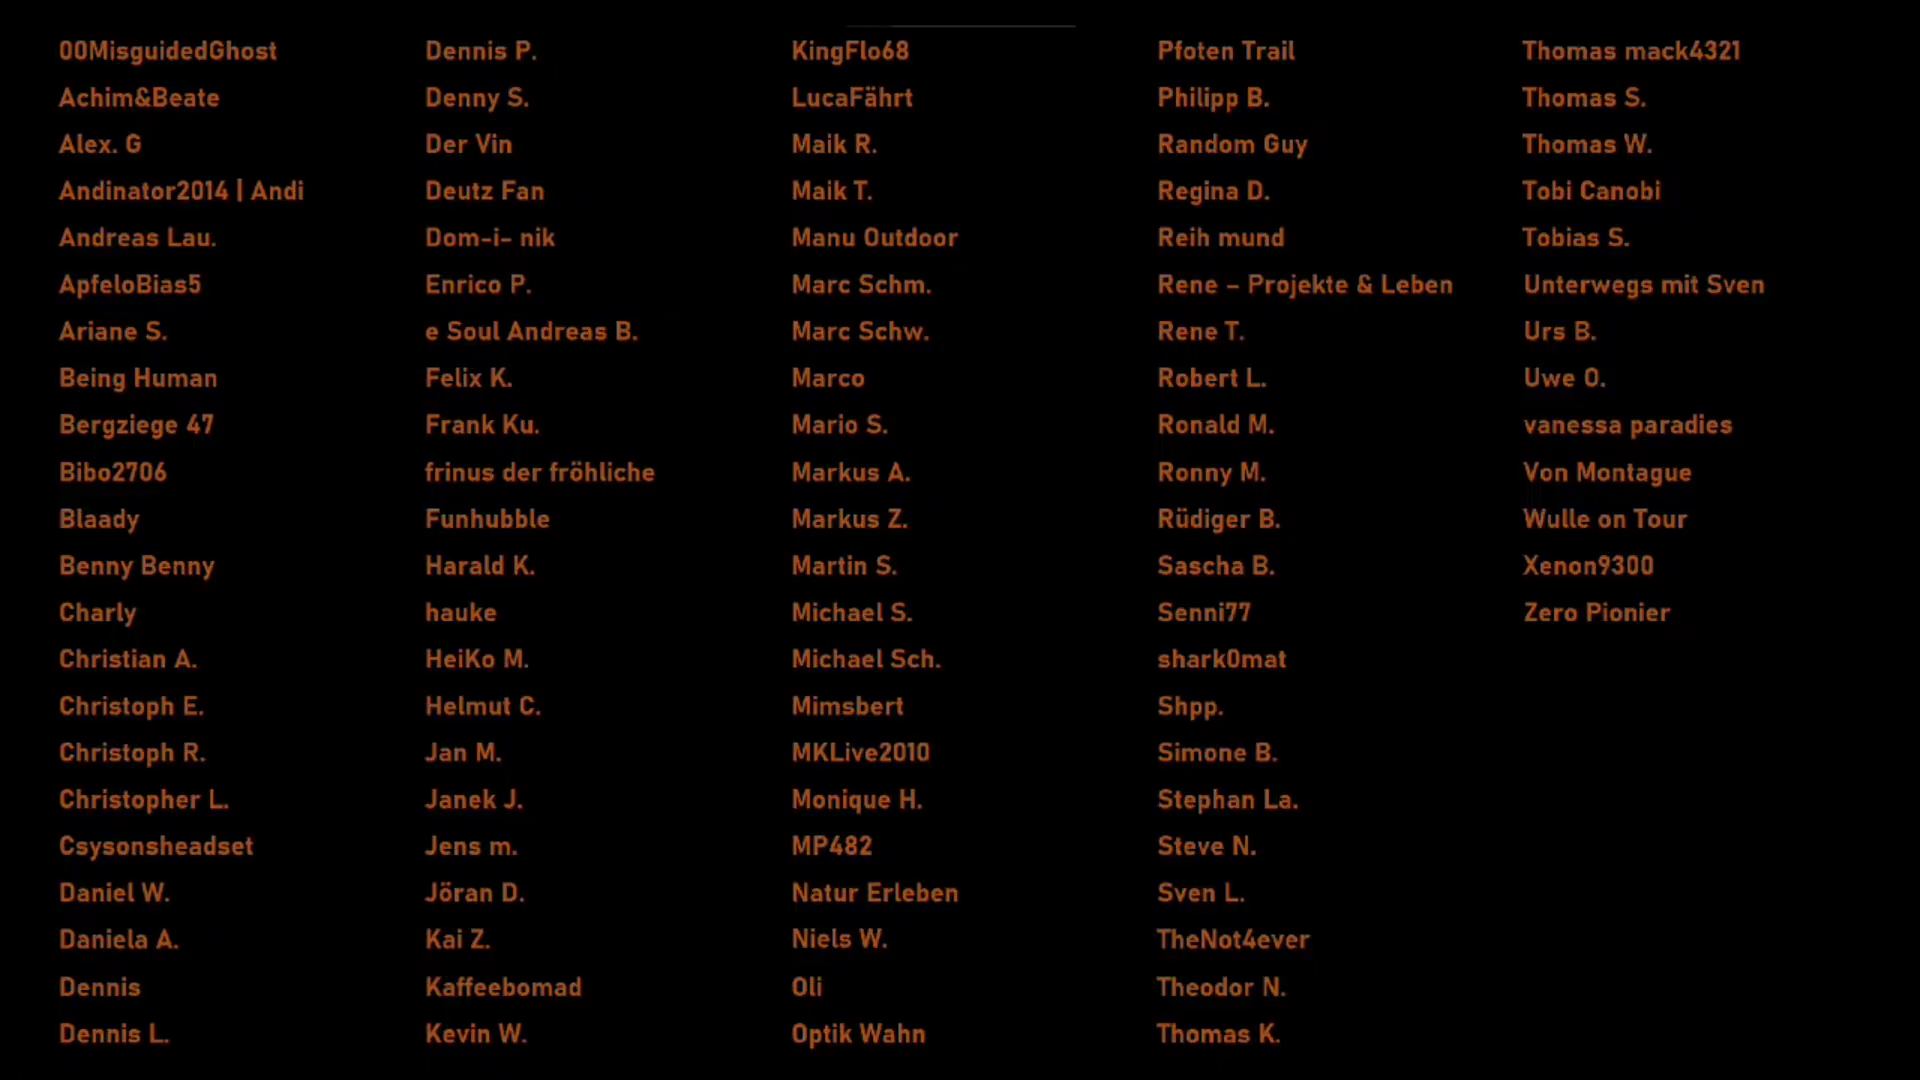 00MisguidedGhost
Achim&Beate
Alex. G
Andinator2014 | Andi
Andreas Lau.
ApfeloBias5
Ariane S.
Being Human
Bergziege 47
Bibo2706
Blaady
Benny Benny
Charly
Christian A.
Christoph E.
Christoph R.
Christopher L.
Csysonsheadset
Daniel W.
Daniela A.
Dennis
Dennis L.
Dennis P.
Denny S.
Der Vin
Deutz Fan
Dom-i- nik
Enrico P.
e Soul Andreas B.
Felix K.
Frank Ku.
frinus der fröhliche
Funhubble
Harald K.
hauke
HeiKo M.
Helmut C.
Jan M.
Janek J.
Jens m.
Jöran D.
Kai Z.
Kaffeebomad
Kevin W.
KingFlo68
LucaFährt
Maik R.
Maik T.
Manu Outdoor
Marc Schm.
Marc Schw.
Marco
Mario S.
Markus A.
Markus Z.
Martin S.
Michael S.
Michael Sch.
Mimsbert
MKLive2010
Monique H.
MP482
Natur Erleben
Niels W.
Oli
Optik Wahn
Pfoten Trail
Philipp B.
Random Guy
Regina D.
Reih mund
Rene – Projekte & Leben
Rene T.
Robert L.
Ronald M.
Ronny M.
Rüdiger B.
Sascha B.
Senni77
shark0mat
Shpp.
Simone B.
Stephan La.
Steve N.
Sven L.
TheNot4ever
Theodor N.
Thomas K.
Thomas mack4321
Thomas S.
Thomas W.
Tobi Canobi
Tobias S.
Unterwegs mit Sven
Urs B.
Uwe O.
vanessa paradies
Von Montague
Wulle on Tour
Xenon9300
Zero Pionier